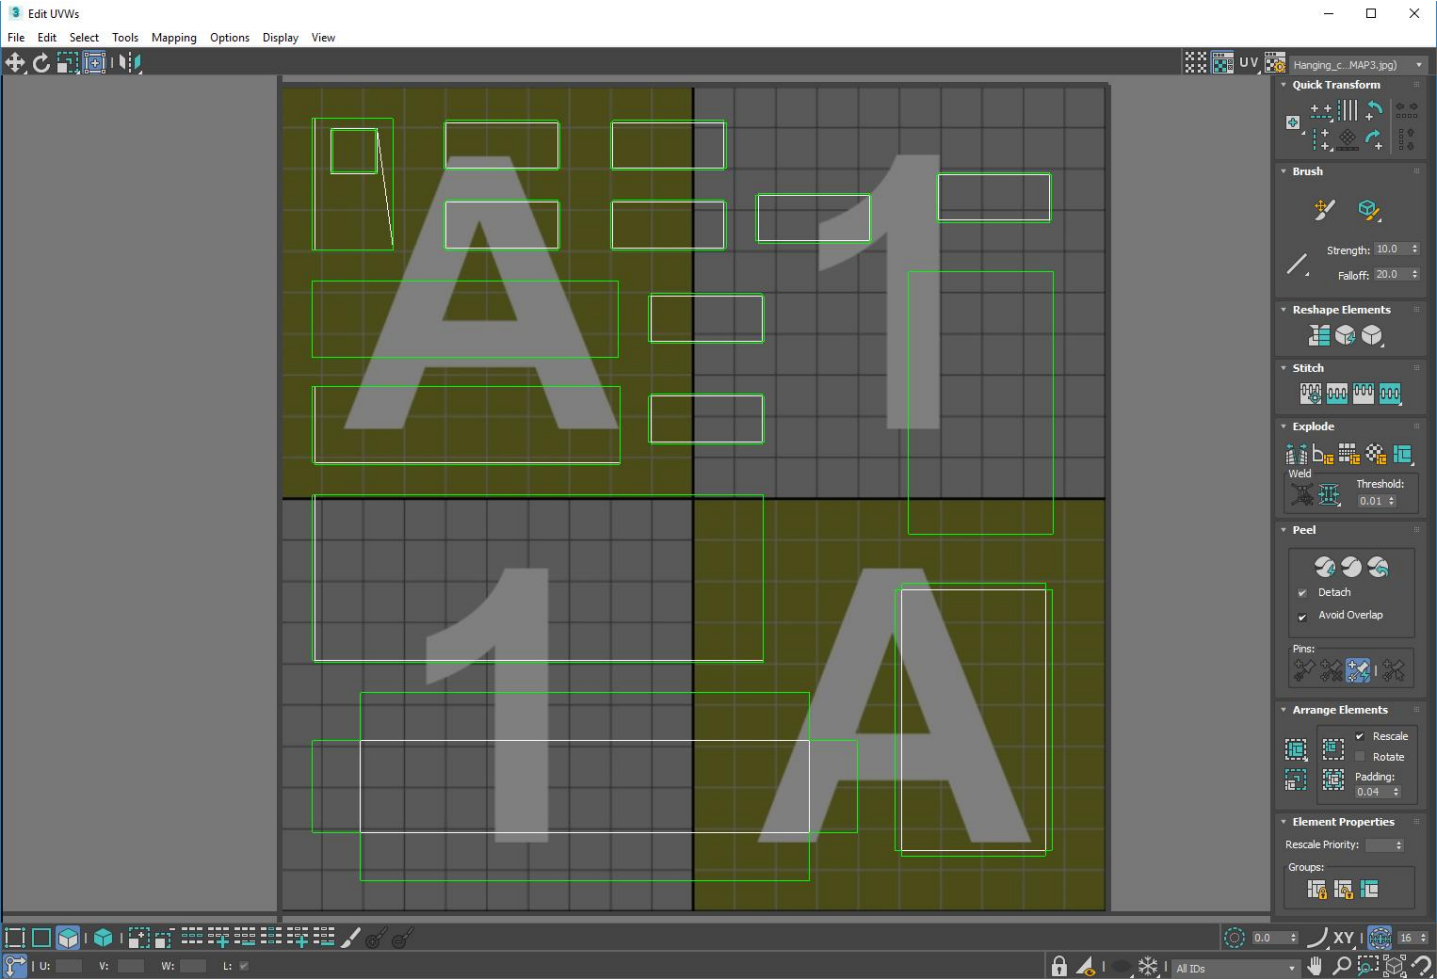 3 Edit UVWs
File Edit Select Tools Mapping Options Display View
UV Hanging_c...MAP3.jpg)
Quick Transform
Brush
Strength: 10.0
Falloff: 20.0
Reshape Elements
Stitch
Explode
Weld
Threshold:
0.01
Peel
Detach
Avoid Overlap
Pins:
Arrange Elements
Rescale
Rotate
Padding:
0.04
Element Properties
Rescale Priority:
Groups:
A 1
1 A
0.0 XY 16
U: V: W: L: All IDs